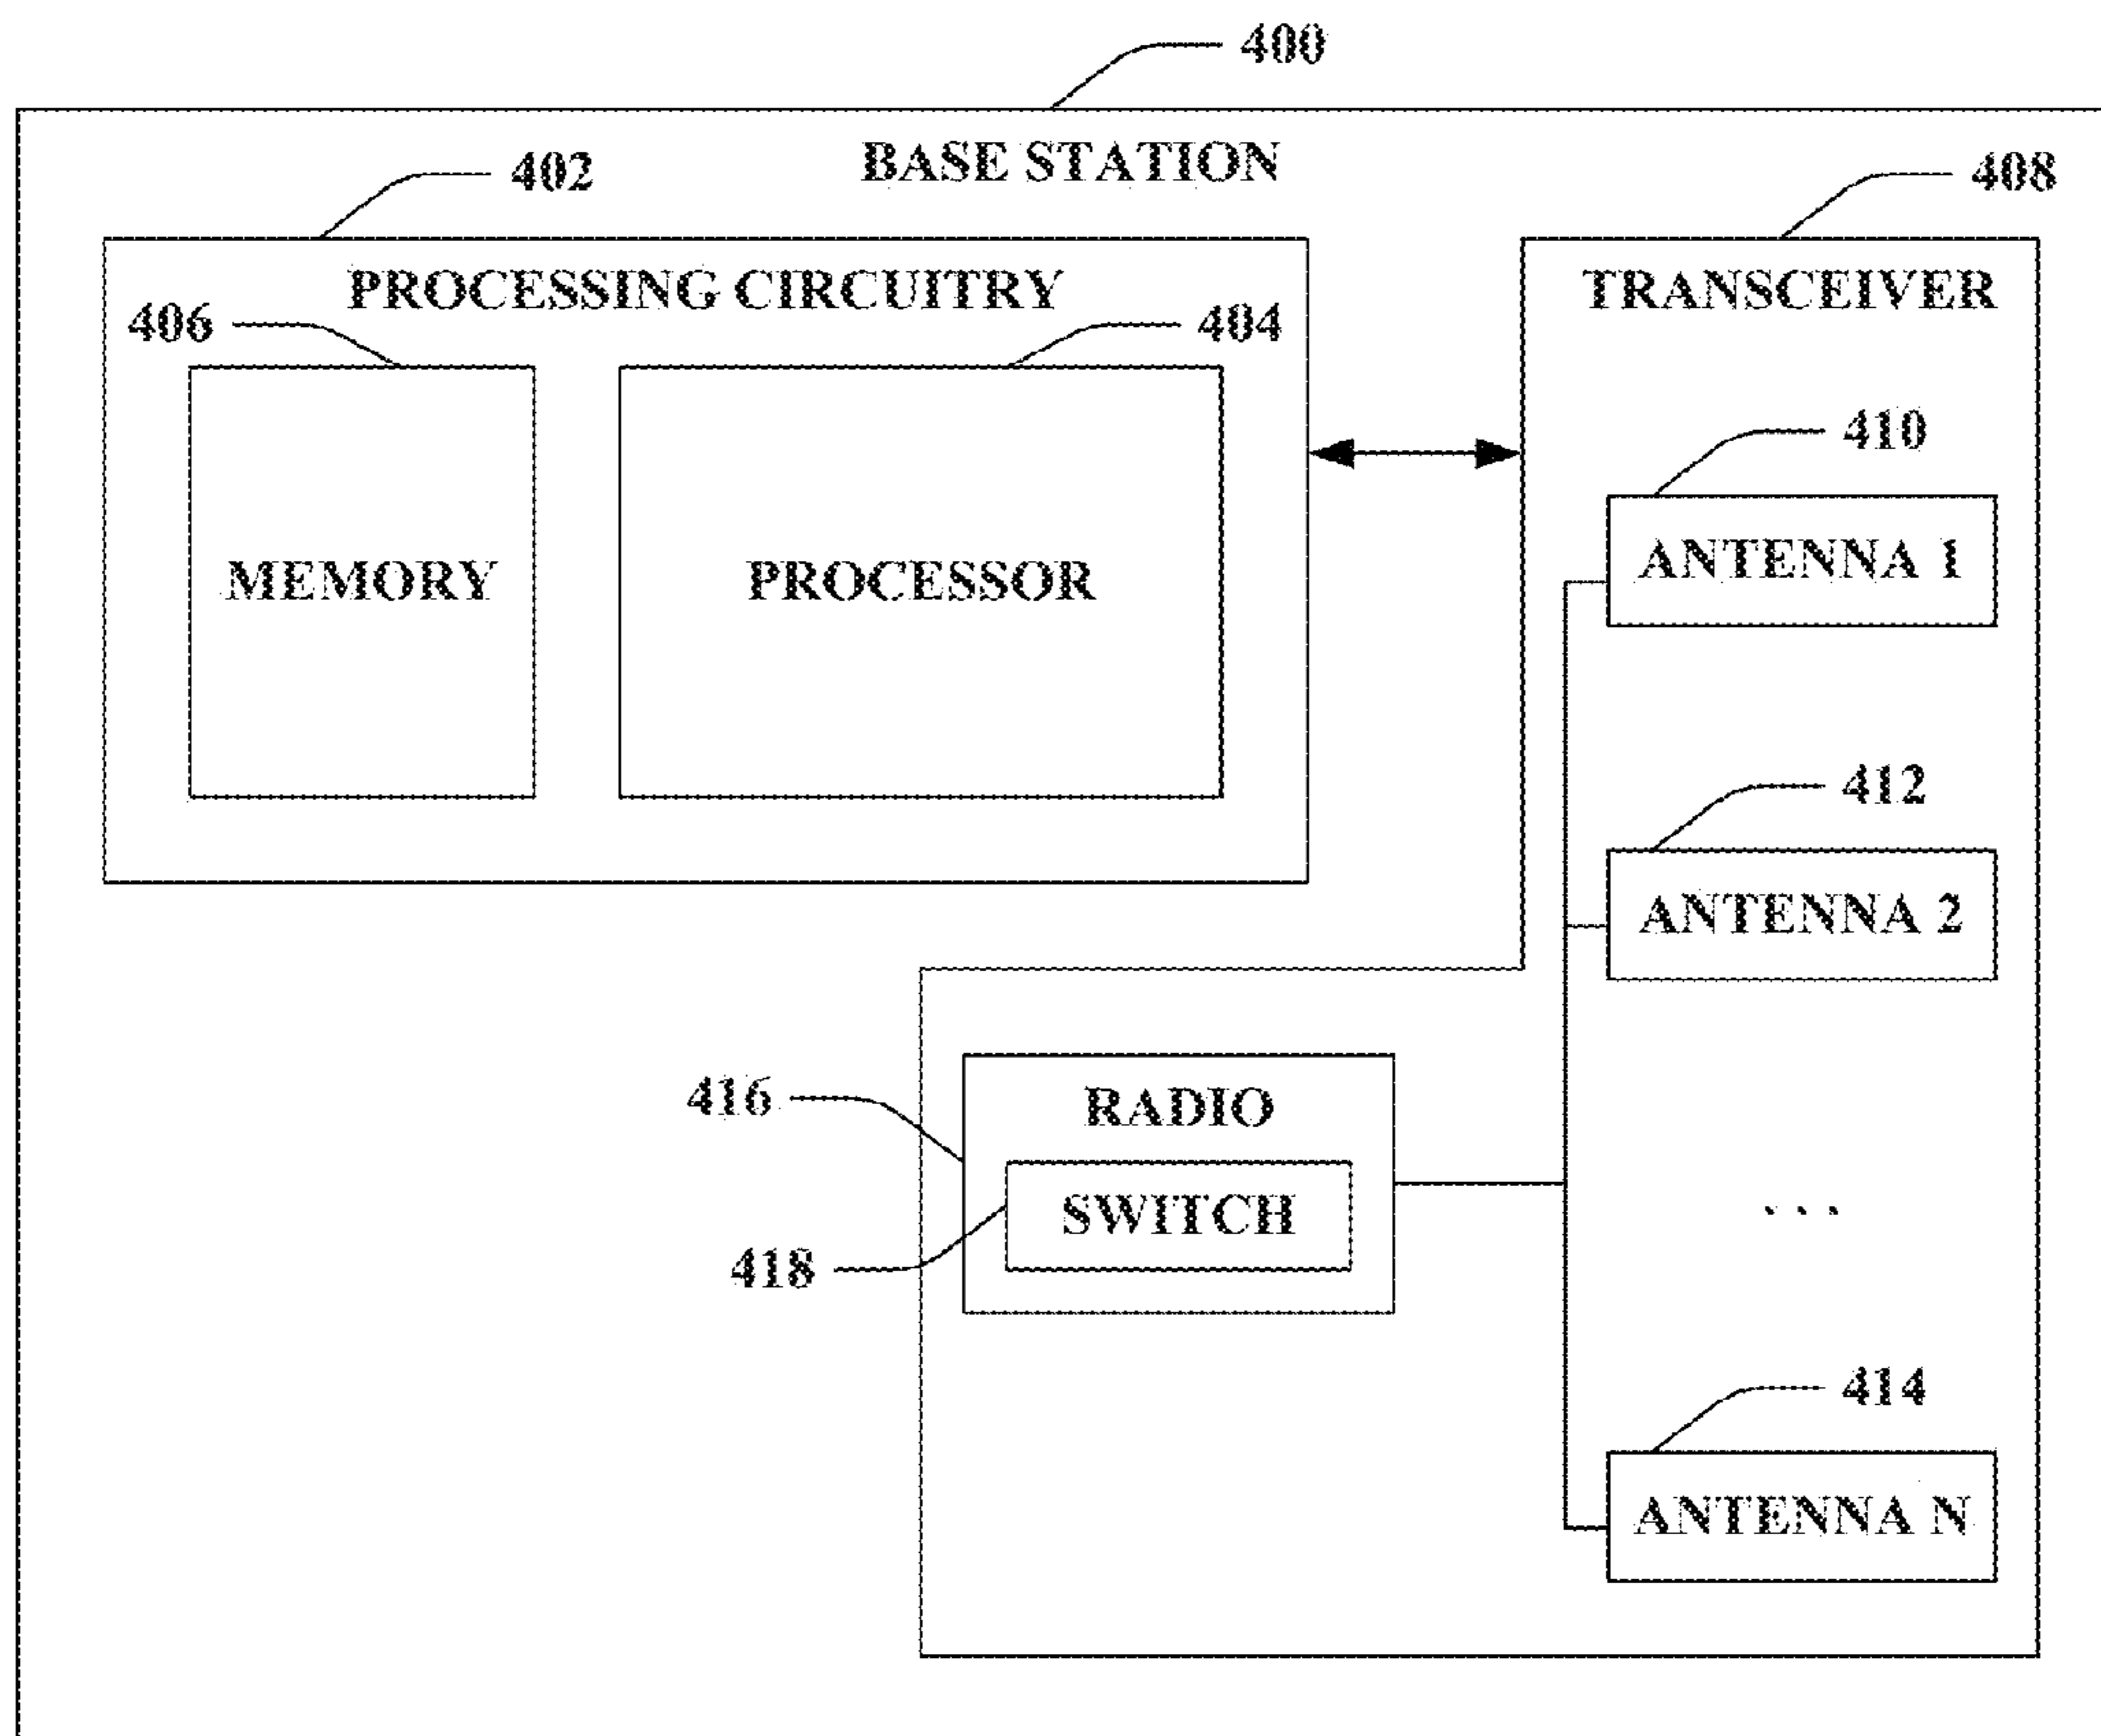 400
BASE STATION
402
408
PROCESSING CIRCUITRY
TRANSCEIVER
406
404
410
MEMORY
PROCESSOR
ANTENNA 1
412
ANTENNA 2
416
RADIO
SWITCH
418
. . .
414
ANTENNA N